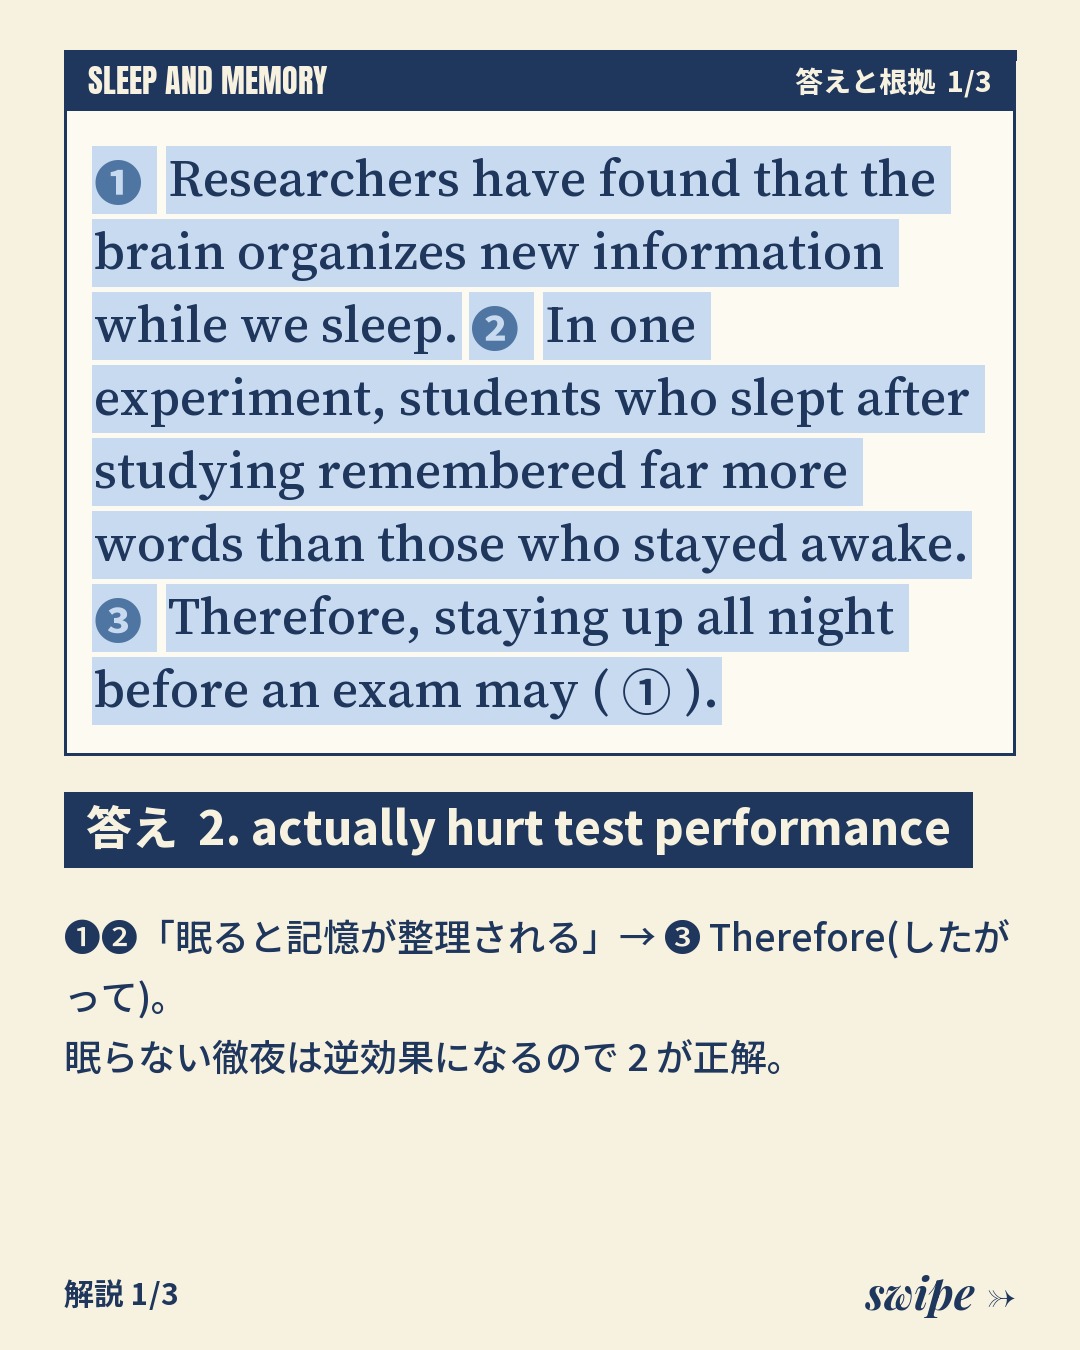 SLEEP AND MEMORY
答えと根拠 1/3
❶ Researchers have found that the
brain organizes new information
while we sleep. ❷ In one
experiment, students who slept after
studying remembered far more
words than those who stayed awake.
❸ Therefore, staying up all night
before an exam may ( ① ).
答え 2. actually hurt test performance
❶❷「眠ると記憶が整理される」→ ❸ Therefore(したが
って)。
眠らない徹夜は逆効果になるので 2 が正解。
解説 1/3
swipe